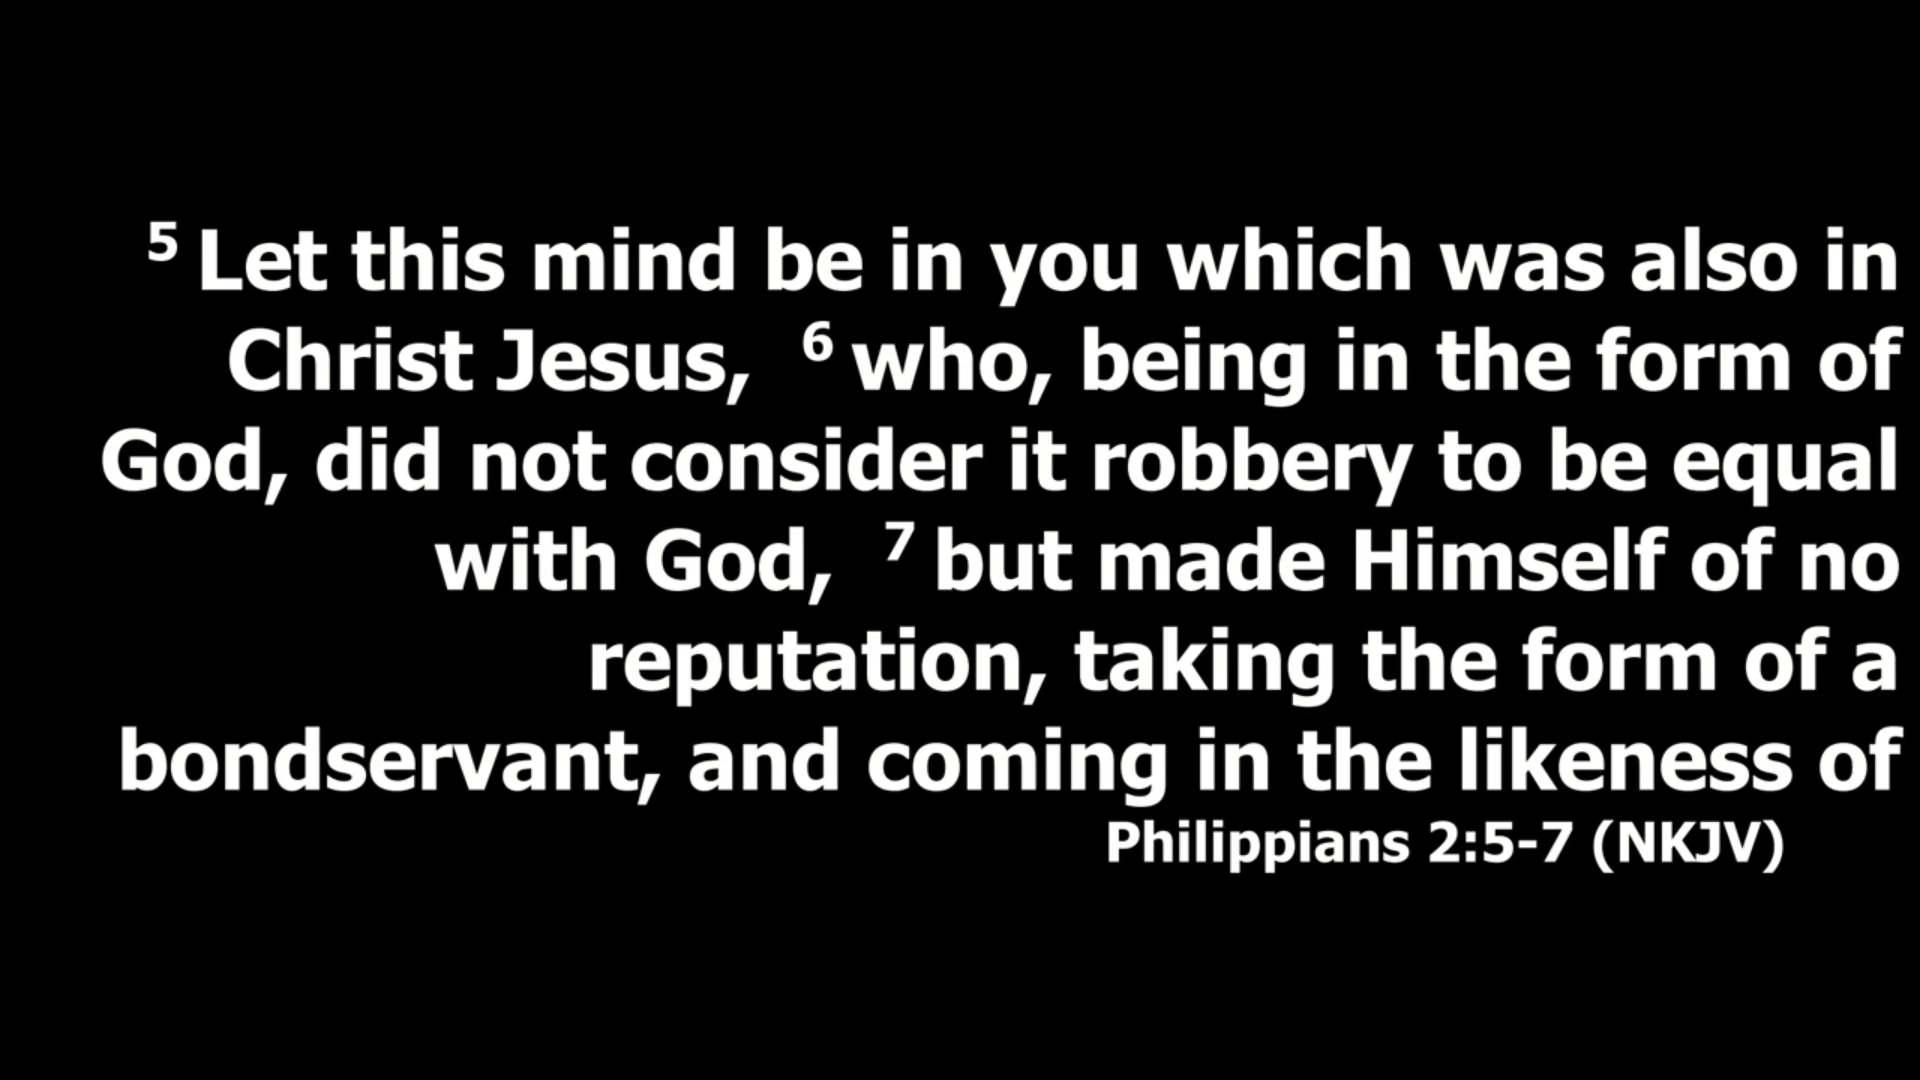 5 Let this mind be in you which was also in
Christ Jesus, 6 who, being in the form of
God, did not consider it robbery to be equal
with God, 7 but made Himself of no
reputation, taking the form of a
bondservant, and coming in the likeness of
Philippians 2:5-7 (NKJV)